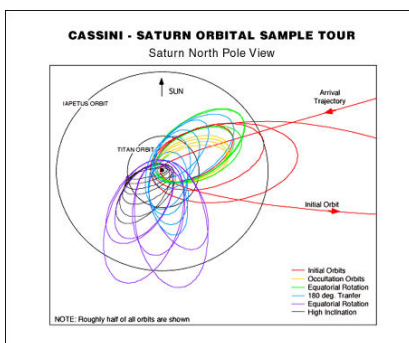 CASSINI - SATURN ORBITAL SAMPLE TOUR
Saturn North Pole View
IAPETUS ORBIT
SUN
Arrival
Trajectory
TITAN ORBIT
Initial Orbit
Initial Orbits
Occultation Orbits
Equatorial Rotation
180 deg. Tranfer
Equatorial Rotation
High Inclination
NOTE: Roughly half of all orbits are shown